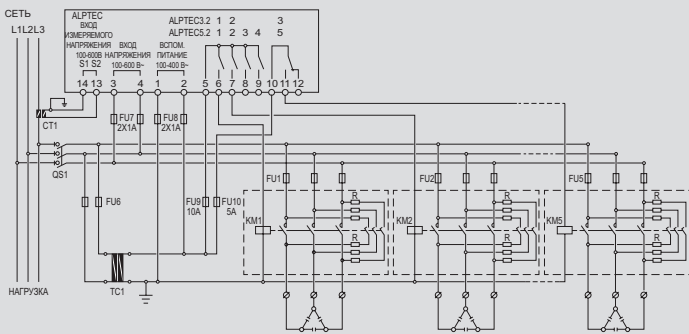 СЕТЬ
L1L2L3
ALPTEC
ВХОД
ИЗМЕРЯЕМОГО
НАПРЯЖЕНИЯ
100-600В
S1 S2
ВХОД
НАПРЯЖЕНИЯ
100-600 В~
ВСПОМ.
ПИТАНИЕ
100-400 В~
ALPTEC3.2 1 2 3
ALPTEC5.2 1 2 3 4 5
14 13 3 4 1 2 5 6 7 8 9 10 11 12
CT1
FU7
2X1A
FU8
2X1A
QS1
FU6
FU9
10A
FU10
5A
FU1
FU2
FU5
KM1
R
R
KM2
R
R
KM5
R
R
НАГРУЗКА
TC1